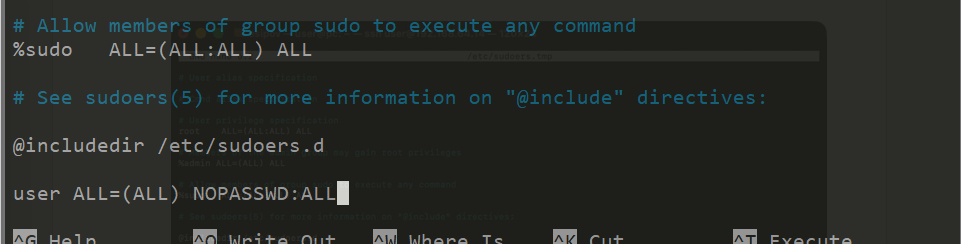 # Allow members of group sudo to execute any command
%sudo   ALL=(ALL:ALL) ALL
# See sudoers(5) for more information on "@include" directives:
@includedir /etc/sudoers.d
user ALL=(ALL) NOPASSWD:ALL
^G Help   ^O Write Out   ^W Where Is   ^K Cut   ^T Execute